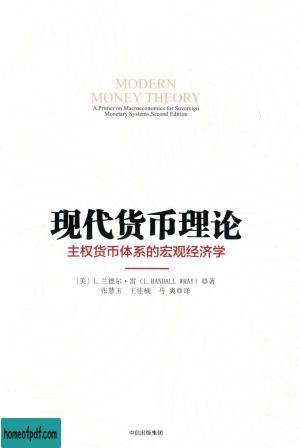 MODERN
MONEY THEORY
A Primer on Macroeconomics for Sovereign
Monetary Systems,Second Edition
现代货币理论
主权货币体系的宏观经济学
［美］L.兰德尔·雷（L.RANDALL WRAY）著
张慧玉 王佳楠 马爽 译
中信出版集团
homeofpdf.com
homeofpdf.com